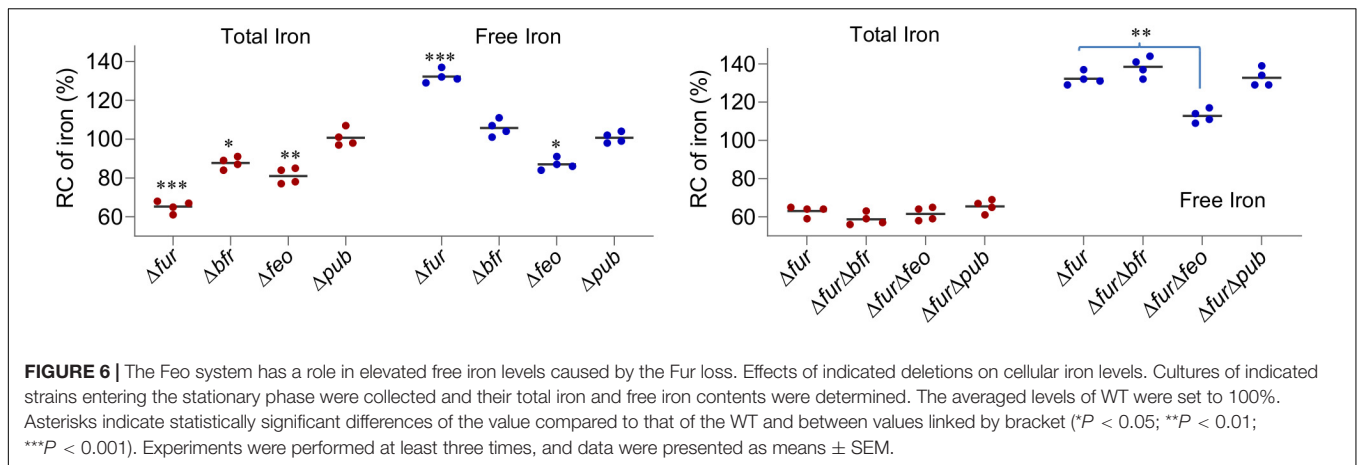 Total Iron
Free Iron
RC of iron (%)
140
120
100
80
60
***
*
**
***
*
Δfur
Δbfr
Δfeo
Δpub
Δfur
Δbfr
Δfeo
Δpub
Total Iron
**
RC of iron (%)
140
120
100
80
60
Free Iron
Δfur
ΔfurΔbfr
ΔfurΔfeo
ΔfurΔpub
Δfur
ΔfurΔbfr
ΔfurΔfeo
ΔfurΔpub
FIGURE 6 | The Feo system has a role in elevated free iron levels caused by the Fur loss. Effects of indicated deletions on cellular iron levels. Cultures of indicated
strains entering the stationary phase were collected and their total iron and free iron contents were determined. The averaged levels of WT were set to 100%.
Asterisks indicate statistically significant differences of the value compared to that of the WT and between values linked by bracket (*P < 0.05; **P < 0.01;
***P < 0.001). Experiments were performed at least three times, and data were presented as means ± SEM.